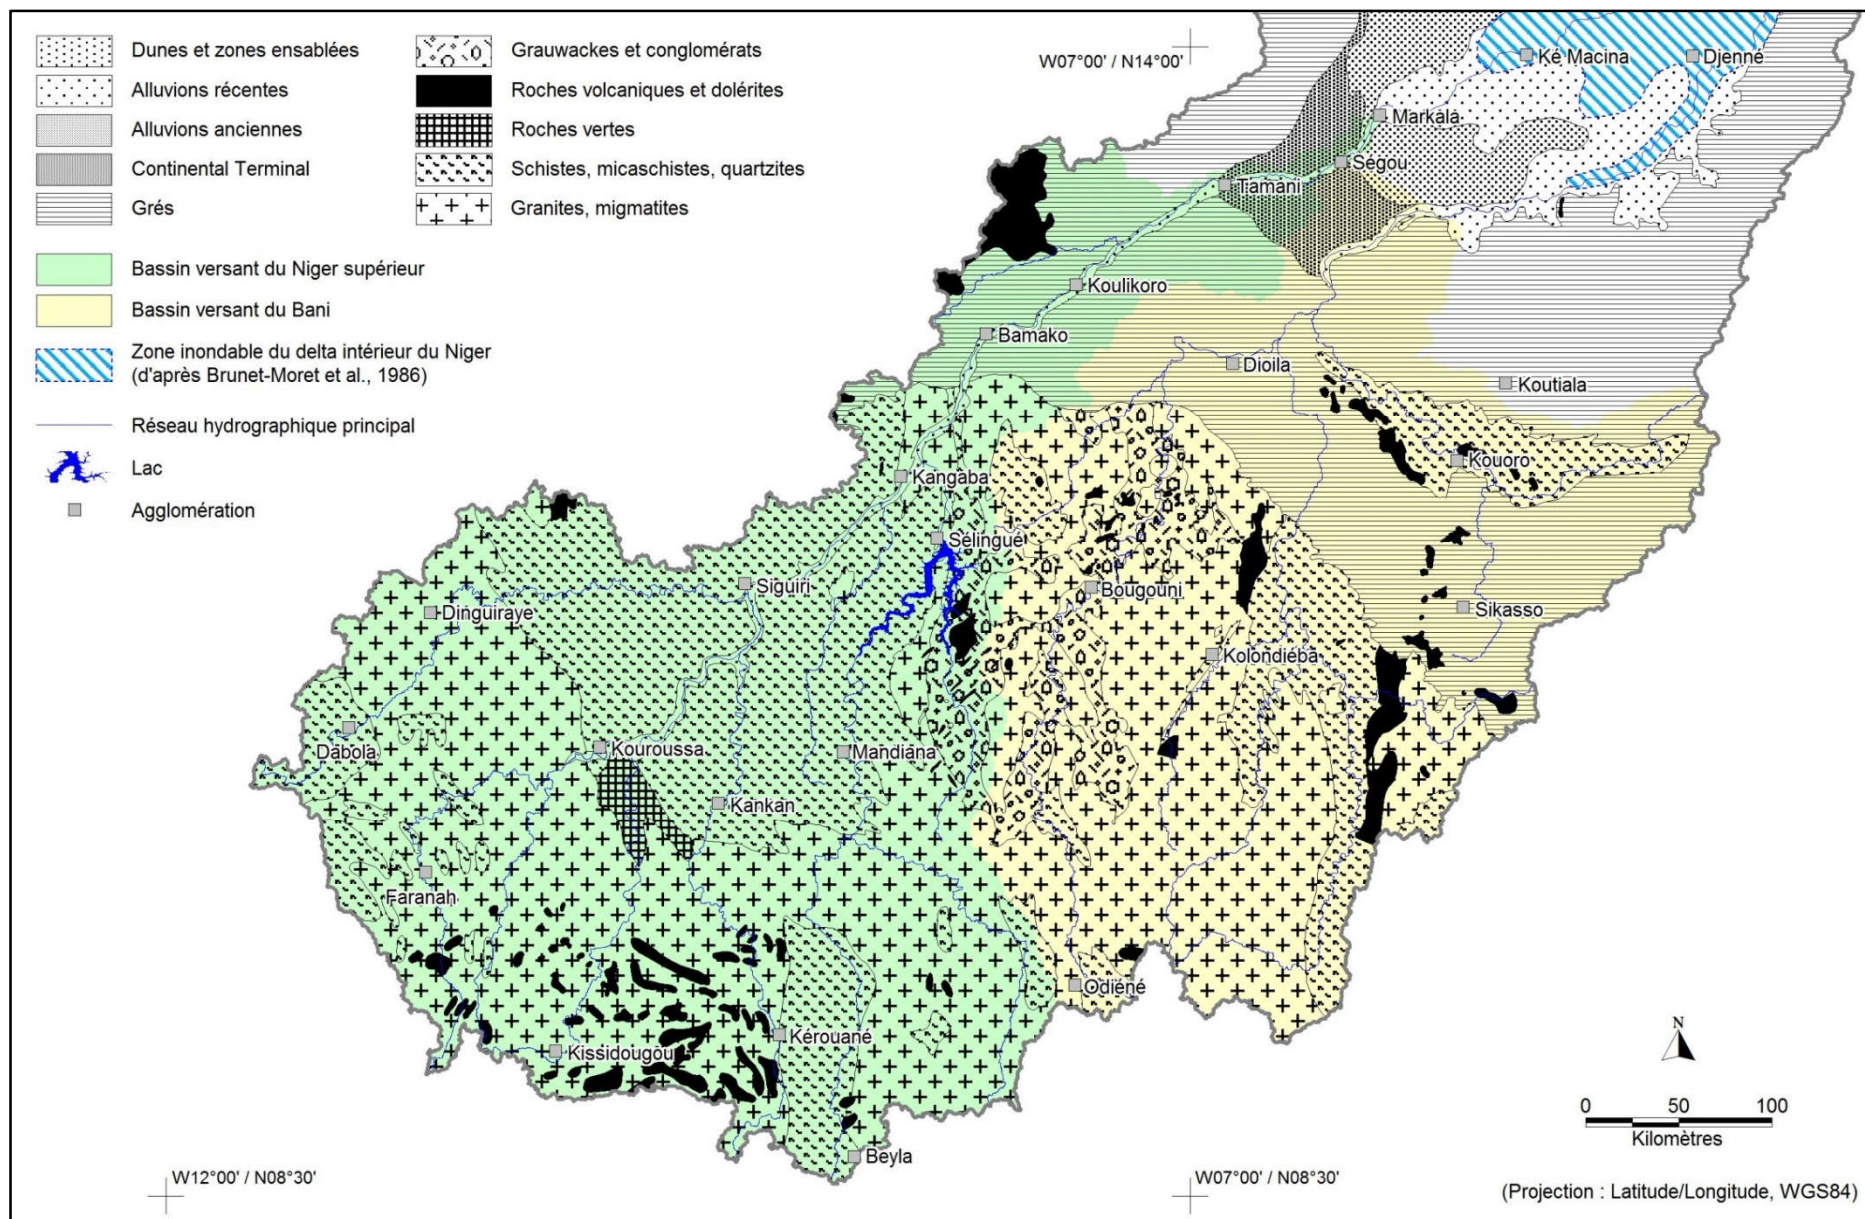 Dunes et zones ensablées
Alluvions récentes
Alluvions anciennes
Continental Terminal
Grés
Grauwackes et conglomérats
Roches volcaniques et dolérites
Roches vertes
Schistes, micaschistes, quartzites
Granites, migmatites
Bassin versant du Niger supérieur
Bassin versant du Bani
Zone inondable du delta intérieur du Niger
(d'après Brunet-Moret et al., 1986)
Réseau hydrographique principal
Lac
Agglomération
W07°00' / N14°00'
Ké Macina
Djenné
Markala
Ségou
Tiamani
Koulikoro
Bamako
Dioila
Koutiala
Kouoro
Kangaba
Sélingué
Siguiri
Bougouni
Sikasso
Dinguiraye
Kolondiéba
Dabola
Kouroussa
Mandiana
Kankan
Faranah
Odiéné
Kérouané
Kissidougou
Beyla
N
0 50 100
Kilomètres
W12°00' / N08°30'
W07°00' / N08°30'
(Projection : Latitude/Longitude, WGS84)